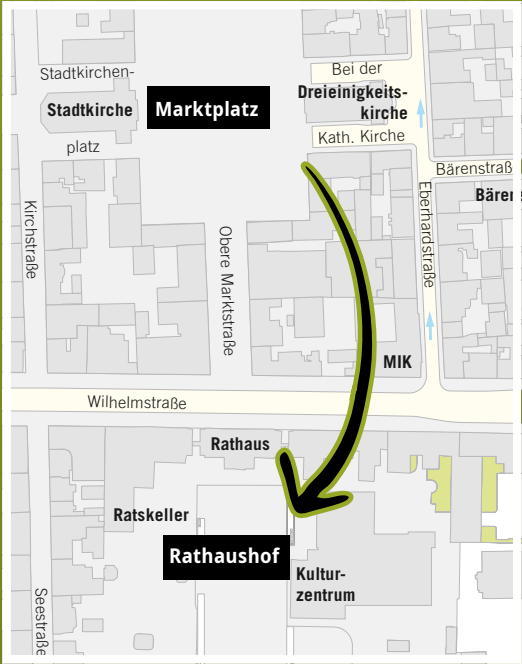 Stadtkirchen-
Bei der
Dreieinigkeits-
kirche
Stadtkirche
Marktplatz
Kath. Kirche
platz
Bärenstraß
Bären
Kirchstraße
Obere Marktstraße
Eberhardstraße
MIK
Wilhelmstraße
Rathaus
Ratskeller
Rathaushof
Kultur-
zentrum
Seestraße